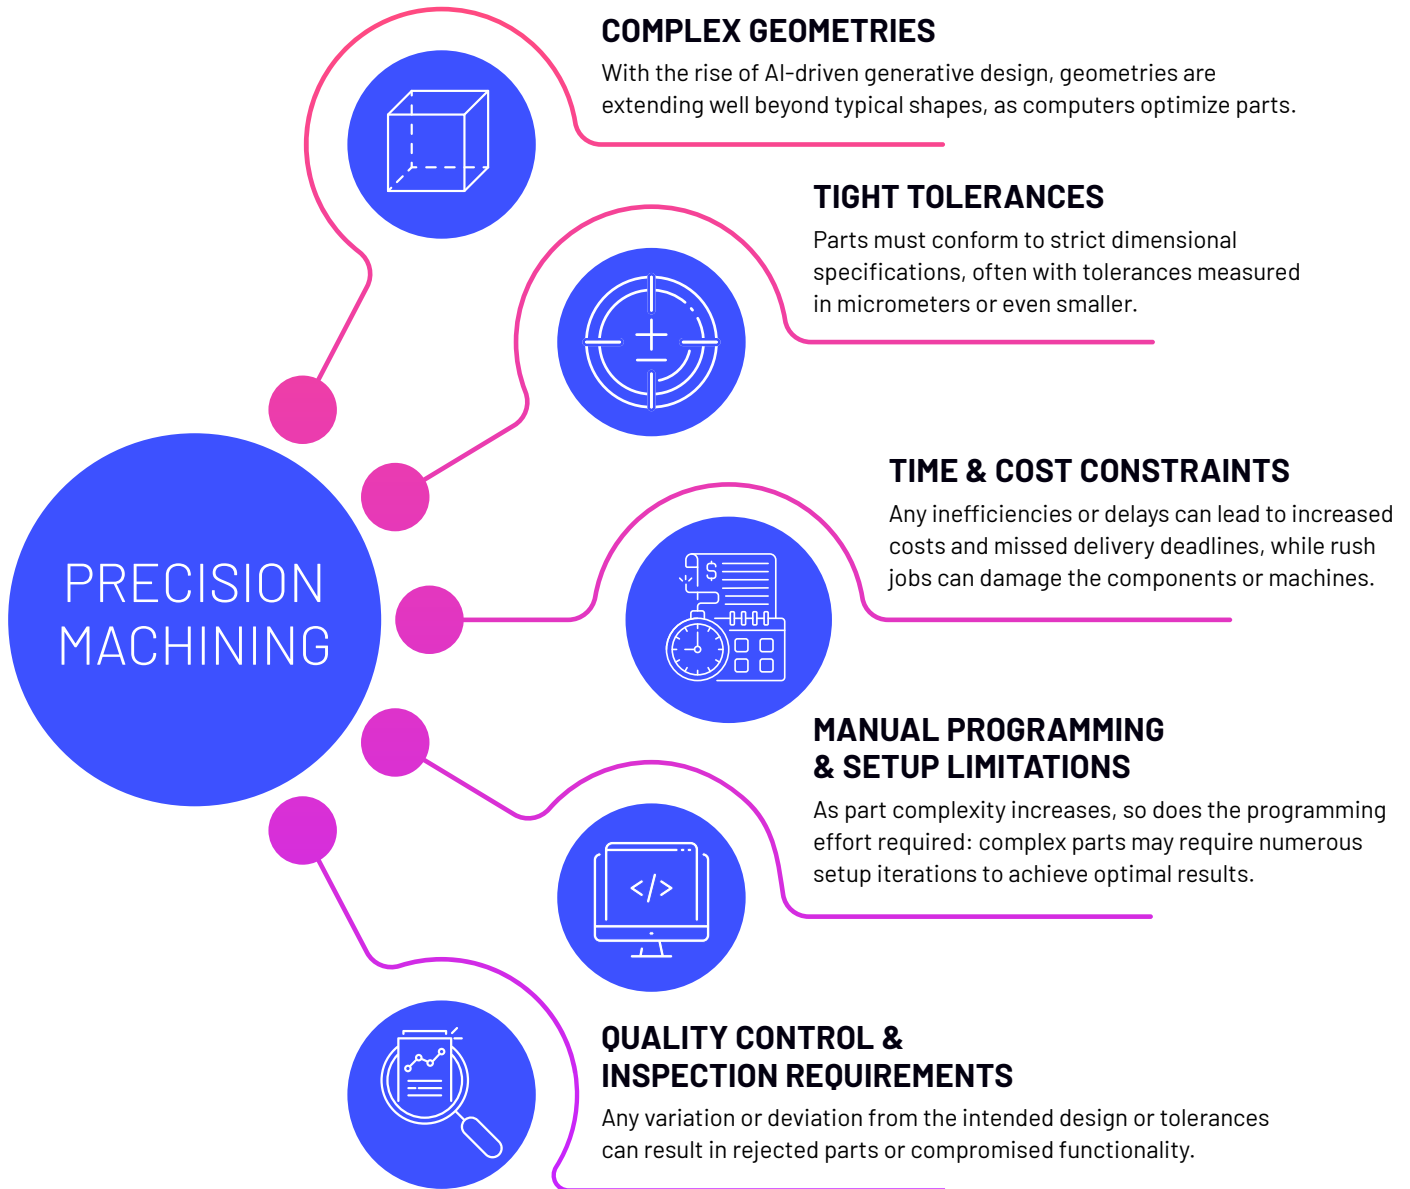 COMPLEX GEOMETRIES
With the rise of AI-driven generative design, geometries are
extending well beyond typical shapes, as computers optimize parts.
TIGHT TOLERANCES
Parts must conform to strict dimensional
specifications, often with tolerances measured
in micrometers or even smaller.
TIME & COST CONSTRAINTS
Any inefficiencies or delays can lead to increased
costs and missed delivery deadlines, while rush
jobs can damage the components or machines.
$
PRECISION
MACHINING
MANUAL PROGRAMMING
& SETUP LIMITATIONS
As part complexity increases, so does the programming
effort required: complex parts may require numerous
setup iterations to achieve optimal results.
</>
QUALITY CONTROL &
INSPECTION REQUIREMENTS
Any variation or deviation from the intended design or tolerances
can result in rejected parts or compromised functionality.